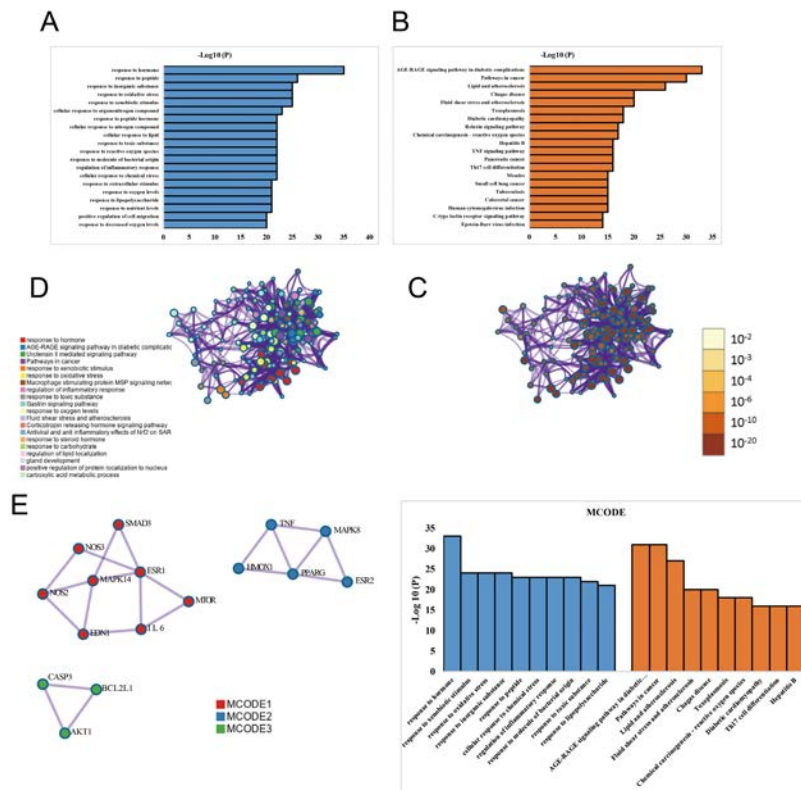 A
-Log10 (P)
response to hormone
response to peptide
response to inorganic substance
response to oxidative stress
response to xenobiotic stimulus
cellular response to organonitrogen compound
response to peptide hormone
cellular response to nitrogen compound
cellular response to lipid
response to toxic substance
response to reactive oxygen species
response to molecule of bacterial origin
regulation of inflammatory response
cellular response to chemical stress
response to extracellular stimulus
response to oxygen levels
response to lipopolysaccharide
response to nutrient levels
positive regulation of cell migration
response to decreased oxygen levels
0 5 10 15 20 25 30 35 40
B
-Log10 (P)
AGE-RAGE signaling pathway in diabetic complications
Pathways in cancer
Lipid and atherosclerosis
Chagas disease
Fluid shear stress and atherosclerosis
Toxoplasmosis
Diabetic cardiomyopathy
Relaxin signaling pathway
Chemical carcinogenesis - reactive oxygen species
Hepatitis B
TNF signaling pathway
Pancreatic cancer
Th17 cell differentiation
Measles
Small cell lung cancer
Tuberculosis
Colorectal cancer
Human cytomegalovirus infection
C-type lectin receptor signaling pathway
Epstein-Barr virus infection
0 5 10 15 20 25 30 35
D
response to hormone
AGE-RAGE signaling pathway in diabetic complicatic
Urotensin II mediated signaling pathway
Pathways in cancer
response to xenobiotic stimulus
response to oxidative stress
Macrophage stimulating protein MSP signaling netwo
regulation of inflammatory response
response to toxic substance
Gastrin signaling pathway
response to oxygen levels
Fluid shear stress and atherosclerosis
Corticotropin releasing hormone signaling pathway
Antiviral and anti inflammatory effects of Nrf2 on SAR
response to steroid hormone
response to carbohydrate
regulation of lipid localization
gland development
positive regulation of protein localization to nucleus
carboxylic acid metabolic process
C
10-2
10-3
10-4
10-6
10-10
10-20
E
SMAD3
NOS3
ESR1
MAPK14
NOS2
MTOR
EDN1
IL 6
TNF
MAPK8
HMOX1
PPARG
ESR2
CASP3
BCL2L1
AKT1
MCODE1
MCODE2
MCODE3
MCODE
-Log 10 (P)
35
30
25
20
15
10
5
0
response to hormone
response to xenobiotic stimulus
response to oxidative stress
response to inorganic substance
response to peptide
cellular response to chemical stress
regulation of inflammatory response
response to molecule of bacterial origin
response to toxic substance
response to lipopolysaccharide
AGE-RAGE signaling pathway in diabetic...
Pathways in cancer
Lipid and atherosclerosis
Fluid shear stress and atherosclerosis
Chagas disease
Toxoplasmosis
Chemical carcinogenesis - reactive oxygen species
Diabetic cardiomyopathy
Th17 cell differentiation
Hepatitis B